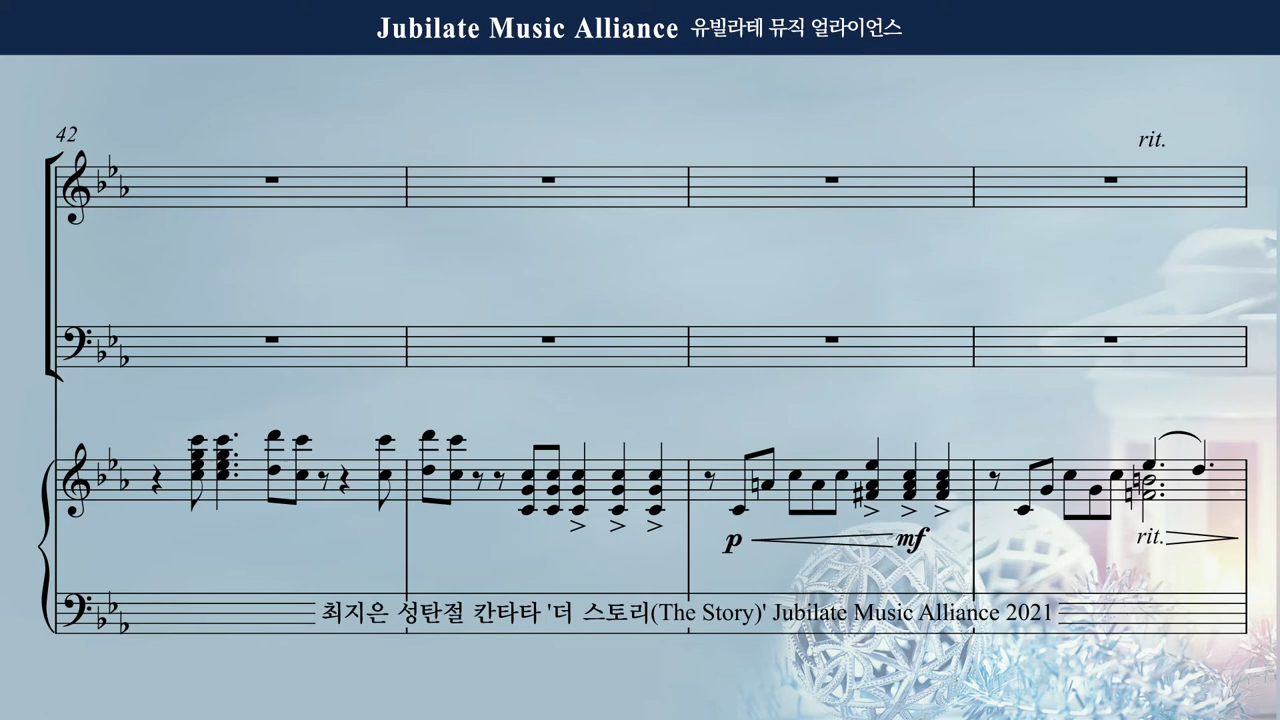 Jubilate Music Alliance 유빌라테 뮤직 얼라이언스
42
rit.
p mf
rit.
최지은 성탄절 칸타타 '더 스토리(The Story)' Jubilate Music Alliance 2021